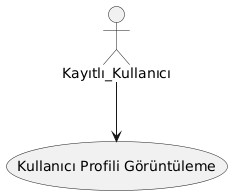 Kayıtlı_Kullanıcı
Kullanıcı Profili Görüntüleme